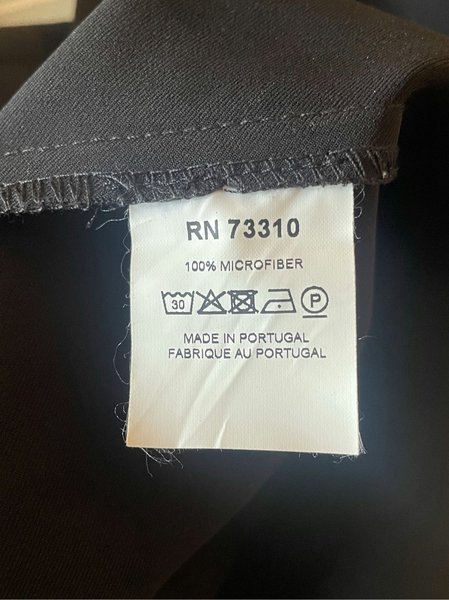 RN 73310
100% MICROFIBER
30 P
MADE IN PORTUGAL
FABRIQUE AU PORTUGAL